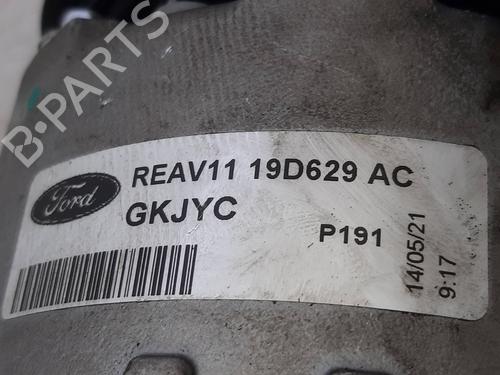 B-PARTS
Ford
REAV11 19D629 AC
GKJYC
P191
14/05/21
9:17